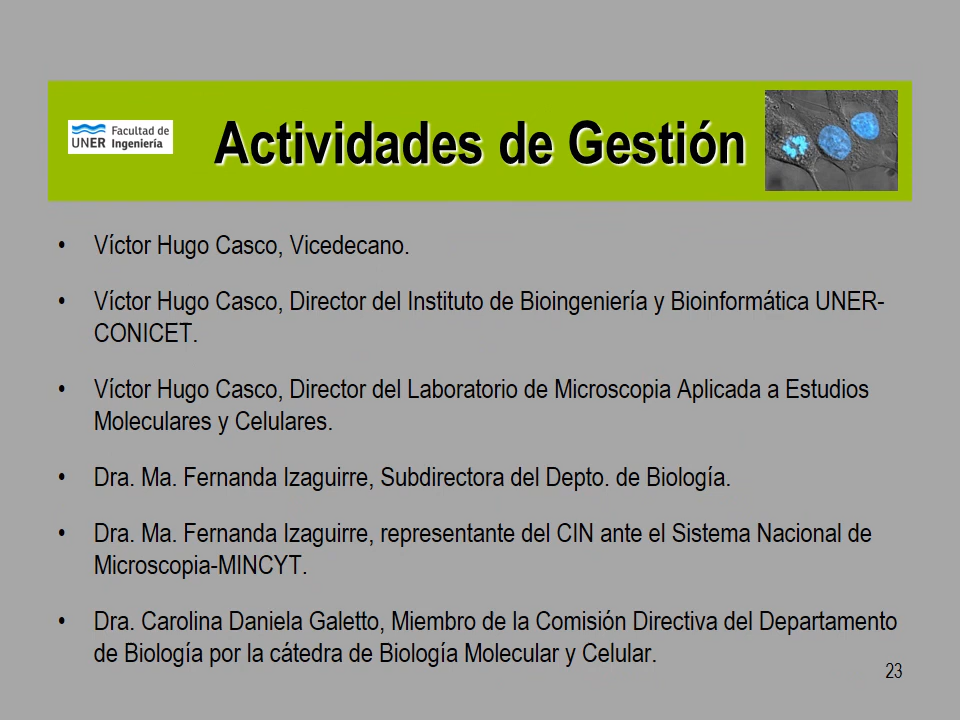 Facultad de
UNER Ingeniería
Actividades de Gestión
• Víctor Hugo Casco, Vicedecano.
• Víctor Hugo Casco, Director del Instituto de Bioingeniería y Bioinformática UNER-
CONICET.
• Víctor Hugo Casco, Director del Laboratorio de Microscopia Aplicada a Estudios
Moleculares y Celulares.
• Dra. Ma. Fernanda Izaguirre, Subdirectora del Depto. de Biología.
• Dra. Ma. Fernanda Izaguirre, representante del CIN ante el Sistema Nacional de
Microscopia-MINCYT.
• Dra. Carolina Daniela Galetto, Miembro de la Comisión Directiva del Departamento
de Biología por la cátedra de Biología Molecular y Celular.
23